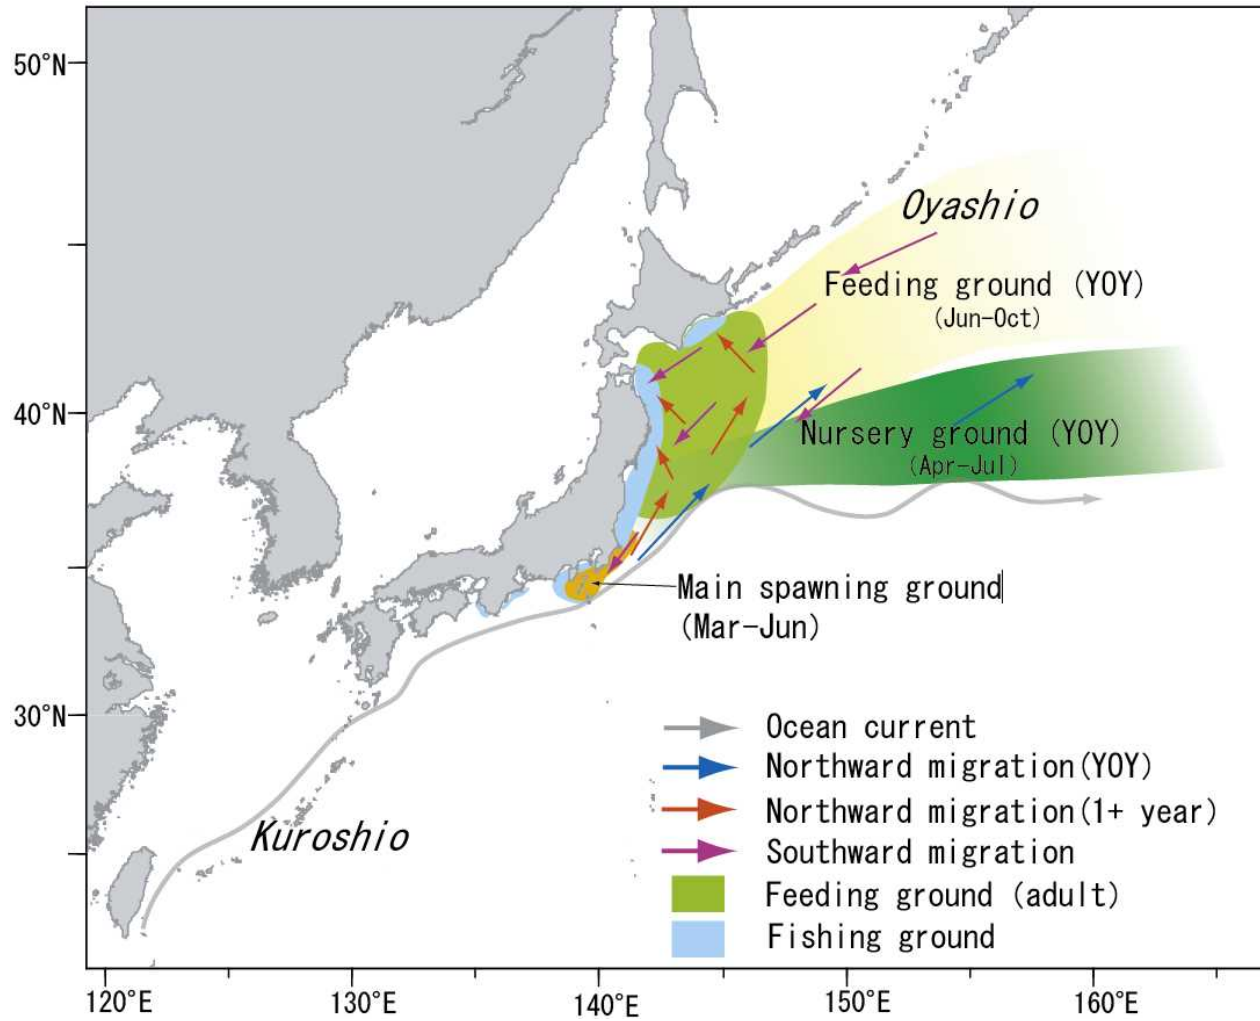 50°N
Oyashio
Feeding ground (YOY)
(Jun-Oct)
40°N
Nursery ground (YOY)
(Apr-Jul)
Main spawning ground
(Mar-Jun)
30°N
Ocean current
Northward migration(YOY)
Northward migration(1+ year)
Kuroshio
Southward migration
Feeding ground (adult)
Fishing ground
120°E
130°E
140°E
150°E
160°E